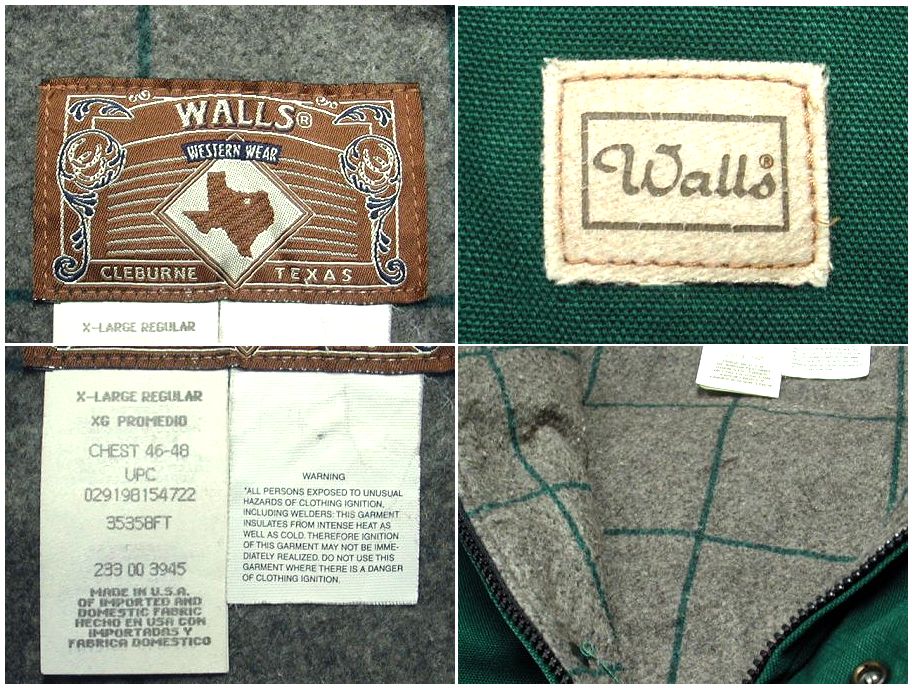 WALLS®
WESTERN WEAR
CLEBURNE TEXAS
X-LARGE REGULAR
Walls®
X-LARGE REGULAR
XG PROMEDIO
CHEST 46-48
UPC
029198154722
35358FT
233 00 3945
MADE IN U.S.A.
OF IMPORTED AND
DOMESTIC FABRIC
HECHO EN USA CON
IMPORTADAS Y
FABRICA DOMESTICO
WARNING
"ALL PERSONS EXPOSED TO UNUSUAL
HAZARDS OF CLOTHING IGNITION,
INCLUDING WELDERS: THIS GARMENT
INSULATES FROM INTENSE HEAT AS
WELL AS COLD. THEREFORE IGNITION
OF THIS GARMENT MAY NOT BE IMME-
DIATELY REALIZED. DO NOT USE THIS
GARMENT WHERE THERE IS A DANGER
OF CLOTHING IGNITION.